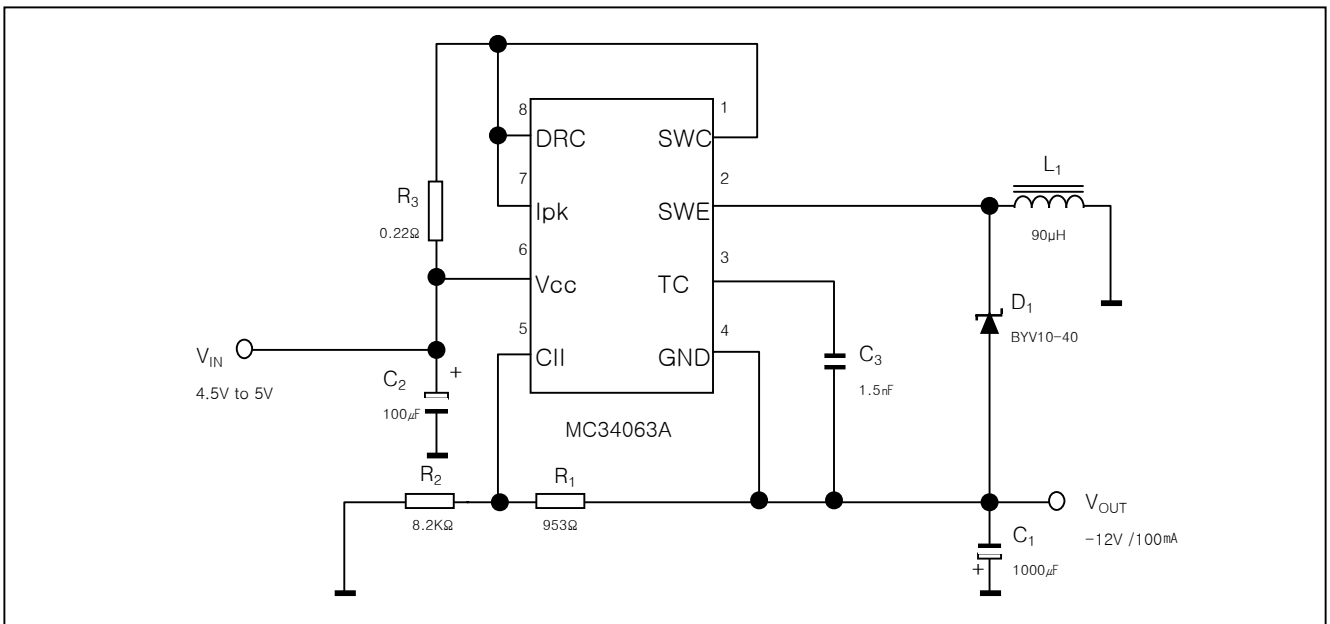 8
1
DRC
SWC
7
2
Ipk
SWE
R₃
0.22Ω
6
3
Vcc
TC
5
4
CII
GND
L₁
90µH
D₁
BYV10-40
V_IN
4.5V to 5V
C₂
+
100µF
C₃
1.5nF
MC34063A
R₂
8.2KΩ
R₁
953Ω
V_OUT
-12V /100mA
C₁
+
1000µF